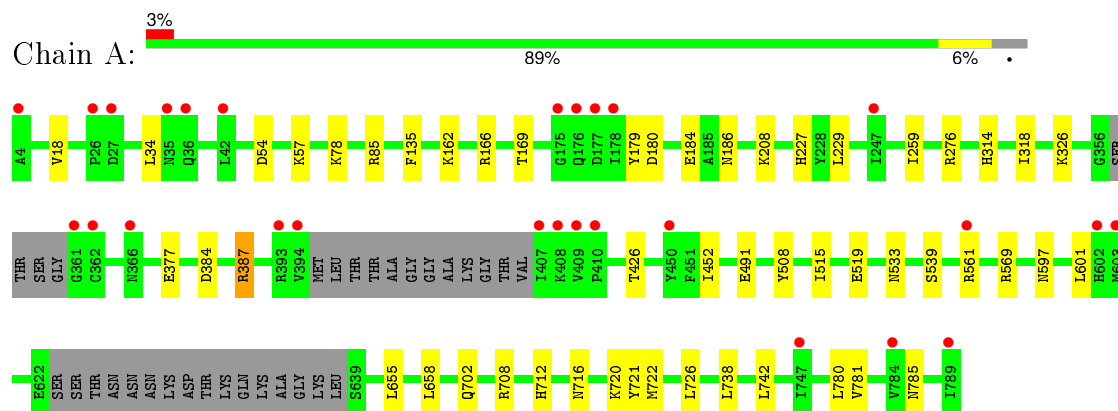 3%
Chain A:
89% 6% •
A4 V18 P26 D27 L34 N35 Q36 L42 D54 K57 K78 R85 F135 K162 R166 T169 G175 Q176 D177 I178 Y179 D180 E184 A185 N186 K208 H227 Y228 L229 I247 I259 R276 H314 I318 K326 G356 SER
THR SER GLY G361 C362 N366 E377 D384 R387 R393 V394 MET LEU THR THR ALA GLY GLY ALA LYS GLY THR VAL I407 K408 V409 P410 T426 Y450 F451 I452 E491 Y508 I515 E519 N533 S539 R561 R569 N597 L601 H602 M603
E622 SER SER THR ASN ASN ASN LYS ASP THR LYS GLN LYS ALA GLY LYS LEU S639 L655 L658 Q702 R708 H712 N716 K720 Y721 M722 L726 L738 L742 I747 L780 V781 V784 N785 I789